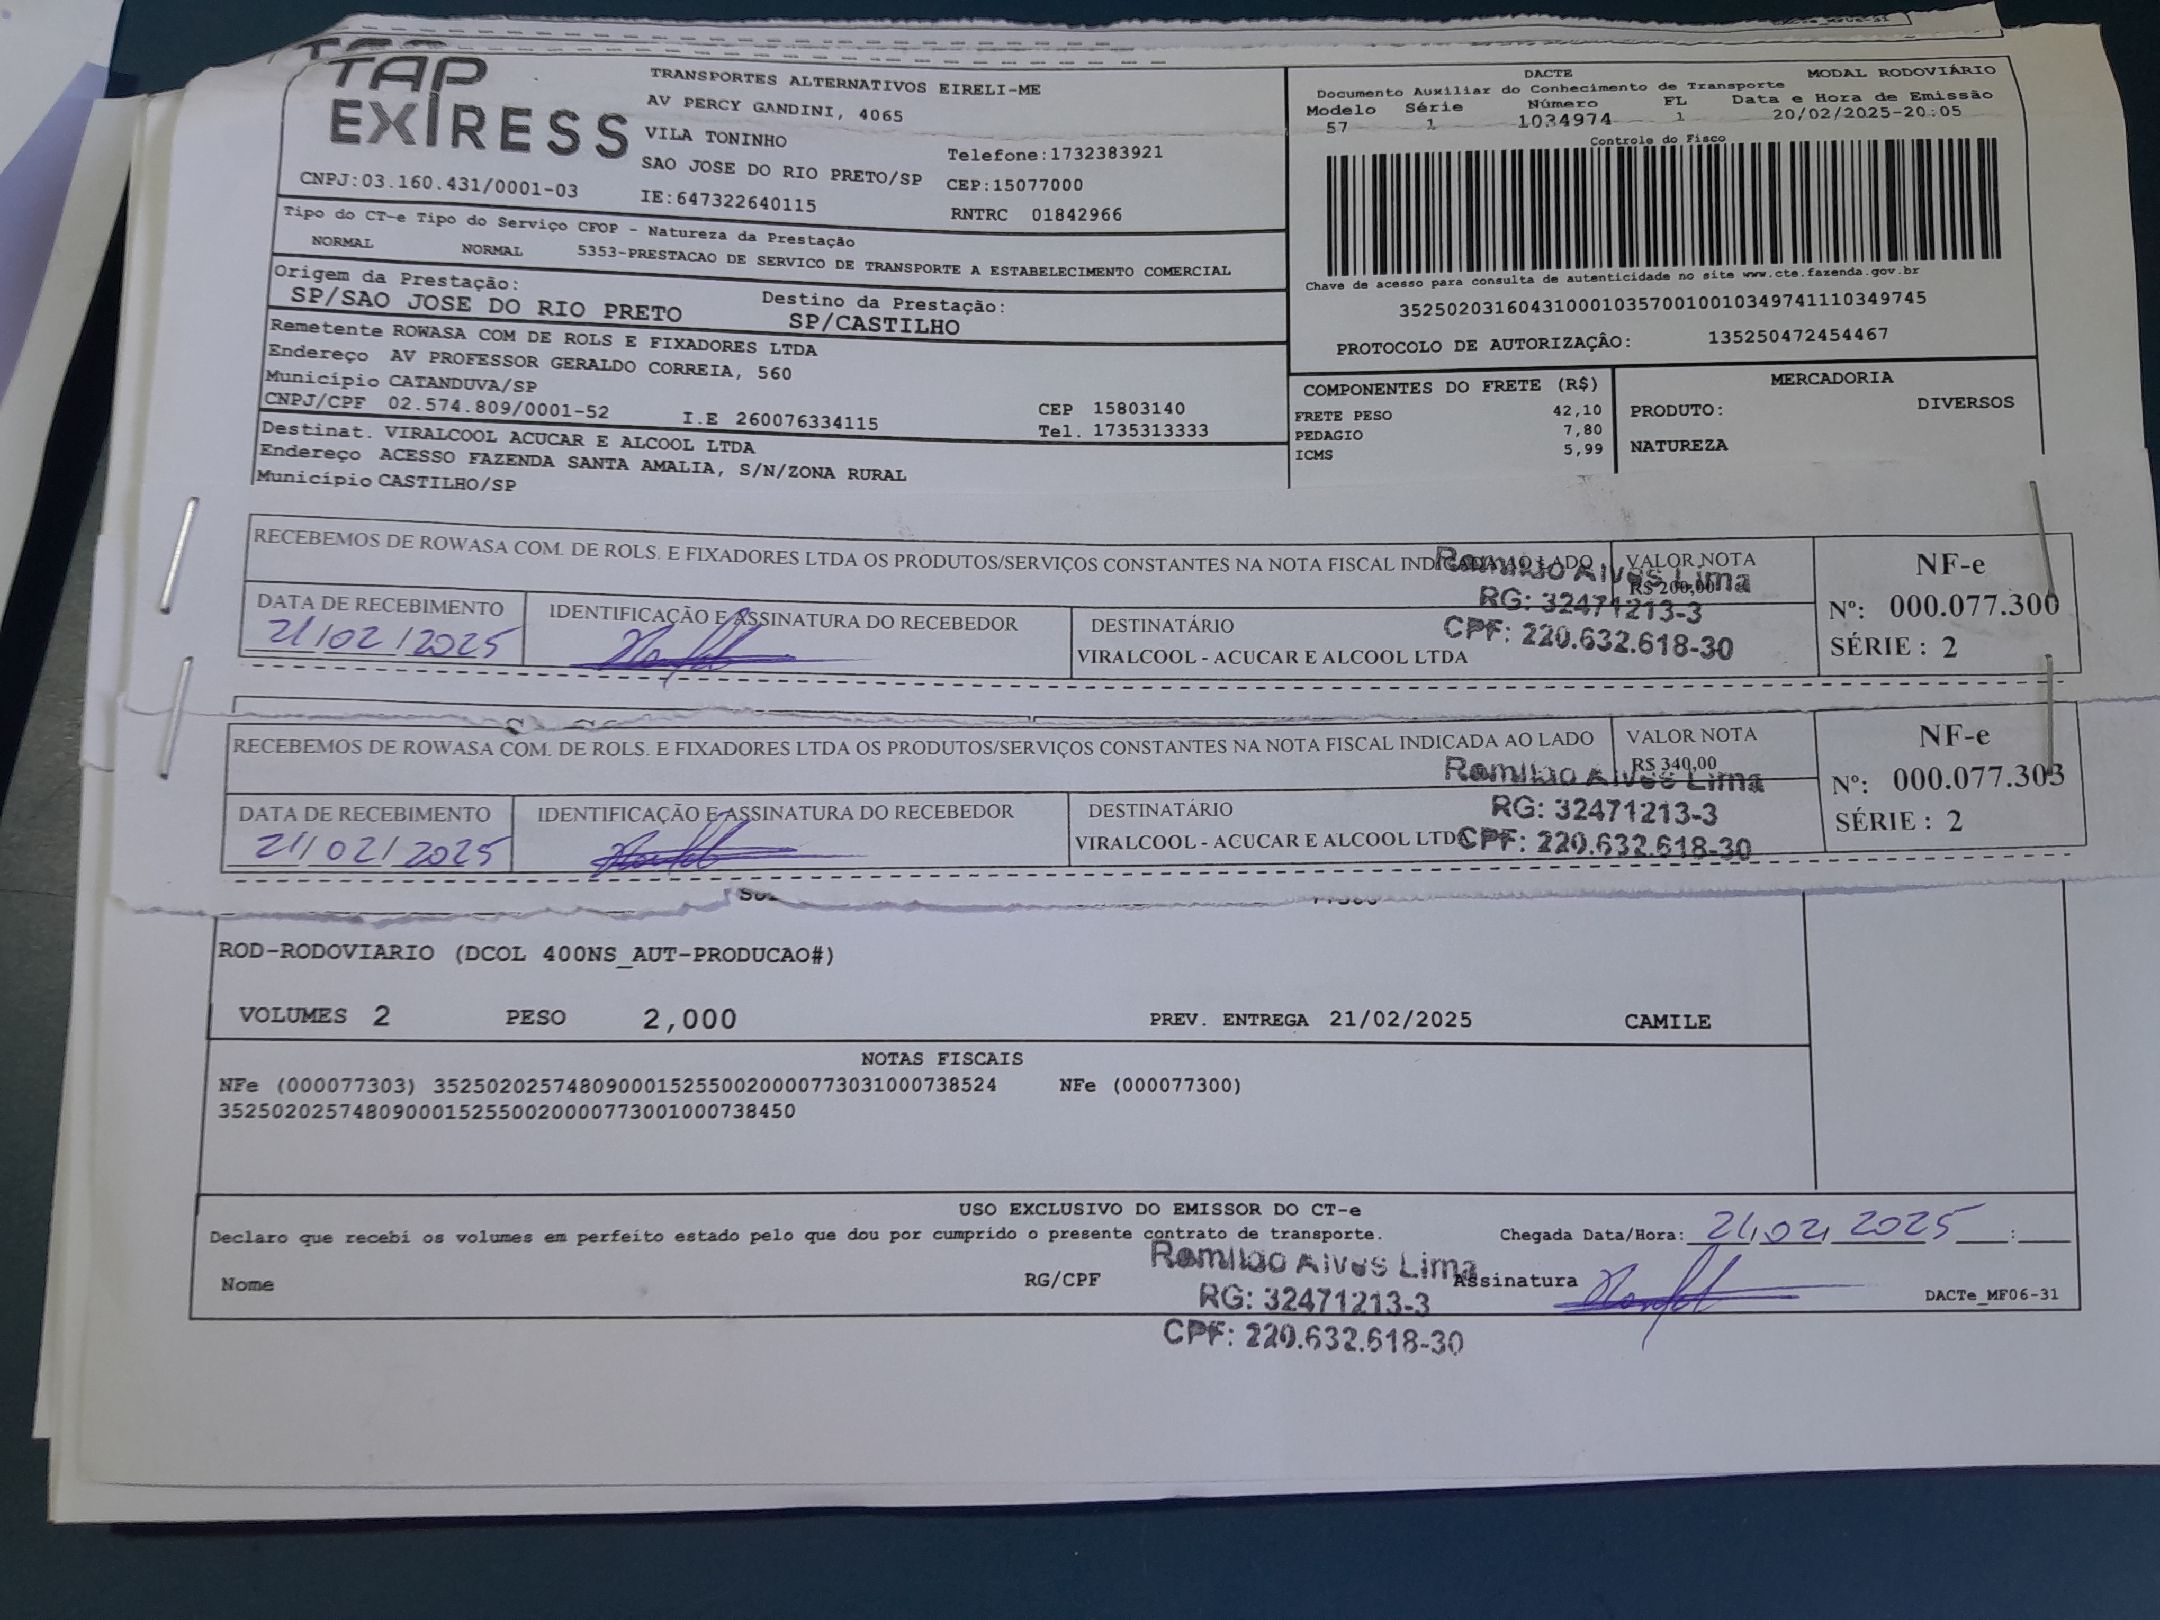 TAP
EXPRESS
TRANSPORTES ALTERNATIVOS EIRELI-ME
AV PERCY GANDINI, 4065
VILA TONINHO
SAO JOSE DO RIO PRETO/SP
Telefone:1732383921
CEP:15077000
CNPJ:03.160.431/0001-03
IE:647322640115
RNTRC 01842966
DACTE
MODAL RODOVIÁRIO
Documento Auxiliar do Conhecimento de Transporte
Modelo Série Número FL Data e Hora de Emissão
57 1 1034974 1 20/02/2025-20:05
Controle do Fisco
Chave de acesso para consulta de autenticidade no site www.cte.fazenda.gov.br
35250203160431000103570010010349741110349745
PROTOCOLO DE AUTORIZAÇÃO: 135250472454467
Tipo do CT-e Tipo do Serviço CFOP - Natureza da Prestação
NORMAL NORMAL 5353-PRESTACAO DE SERVICO DE TRANSPORTE A ESTABELECIMENTO COMERCIAL
Origem da Prestação:
SP/SAO JOSE DO RIO PRETO
Destino da Prestação:
SP/CASTILHO
Remetente ROWASA COM DE ROLS E FIXADORES LTDA
Endereço AV PROFESSOR GERALDO CORREIA, 560
Município CATANDUVA/SP
CEP 15803140
CNPJ/CPF 02.574.809/0001-52 I.E 260076334115 Tel. 1735313333
Destinat. VIRALCOOL ACUCAR E ALCOOL LTDA
Endereço ACESSO FAZENDA SANTA AMALIA, S/N/ZONA RURAL
Município CASTILHO/SP
COMPONENTES DO FRETE (R$)
FRETE PESO 42,10
PEDAGIO 7,80
ICMS 5,99
MERCADORIA
PRODUTO: DIVERSOS
NATUREZA
RECEBEMOS DE ROWASA COM. DE ROLS. E FIXADORES LTDA OS PRODUTOS/SERVIÇOS CONSTANTES NA NOTA FISCAL INDICADA AO LADO
VALOR NOTA
R$ 200,00
NF-e
Nº: 000.077.300
SÉRIE : 2
DATA DE RECEBIMENTO
21/02/2025
IDENTIFICAÇÃO E ASSINATURA DO RECEBEDOR
DESTINATÁRIO
VIRALCOOL - ACUCAR E ALCOOL LTDA
Romildo Alves Lima
RG: 32471213-3
CPF: 220.632.618-30
RECEBEMOS DE ROWASA COM. DE ROLS. E FIXADORES LTDA OS PRODUTOS/SERVIÇOS CONSTANTES NA NOTA FISCAL INDICADA AO LADO
VALOR NOTA
R$ 340,00
NF-e
Nº: 000.077.303
SÉRIE : 2
DATA DE RECEBIMENTO
21/02/2025
IDENTIFICAÇÃO E ASSINATURA DO RECEBEDOR
DESTINATÁRIO
VIRALCOOL - ACUCAR E ALCOOL LTDA
Romildo Alves Lima
RG: 32471213-3
CPF: 220.632.618-30
ROD-RODOVIARIO (DCOL 400NS_AUT-PRODUCAO#)
VOLUMES 2 PESO 2,000 PREV. ENTREGA 21/02/2025 CAMILE
NOTAS FISCAIS
NFe (000077303) 35250202574809000152550020000773031000738524 NFe (000077300)
35250202574809000152550020000773001000738450
USO EXCLUSIVO DO EMISSOR DO CT-e
Declaro que recebi os volumes em perfeito estado pelo que dou por cumprido o presente contrato de transporte.
Chegada Data/Hora: 21,02, 2025 :
Nome RG/CPF
Romildo Alves Lima
RG: 32471213-3
CPF: 220.632.618-30
Assinatura
DACTe_MF06-31